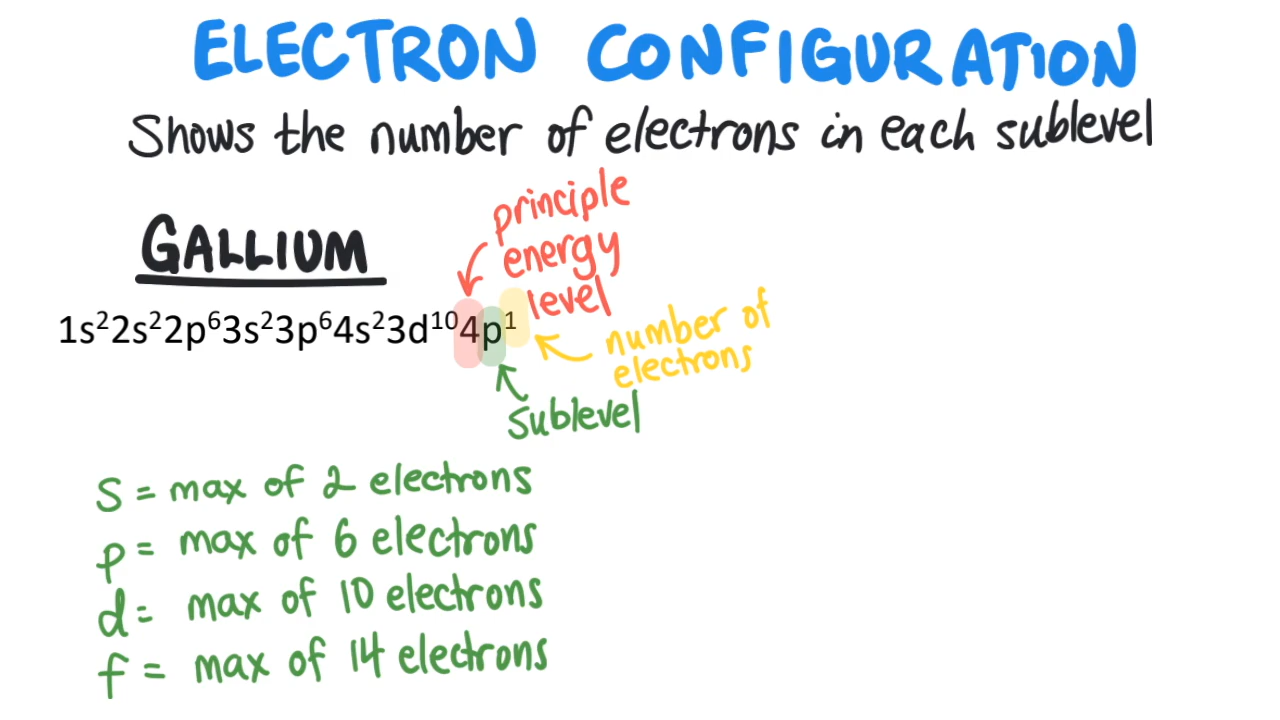 ELECTRON CONFIGURATION
Shows the number of electrons in each sublevel
GALLIUM
principle
energy
level
1s²2s²2p⁶3s²3p⁶4s²3d¹⁰4p¹
number of
electrons
sublevel
s = max of 2 electrons
p = max of 6 electrons
d = max of 10 electrons
f = max of 14 electrons